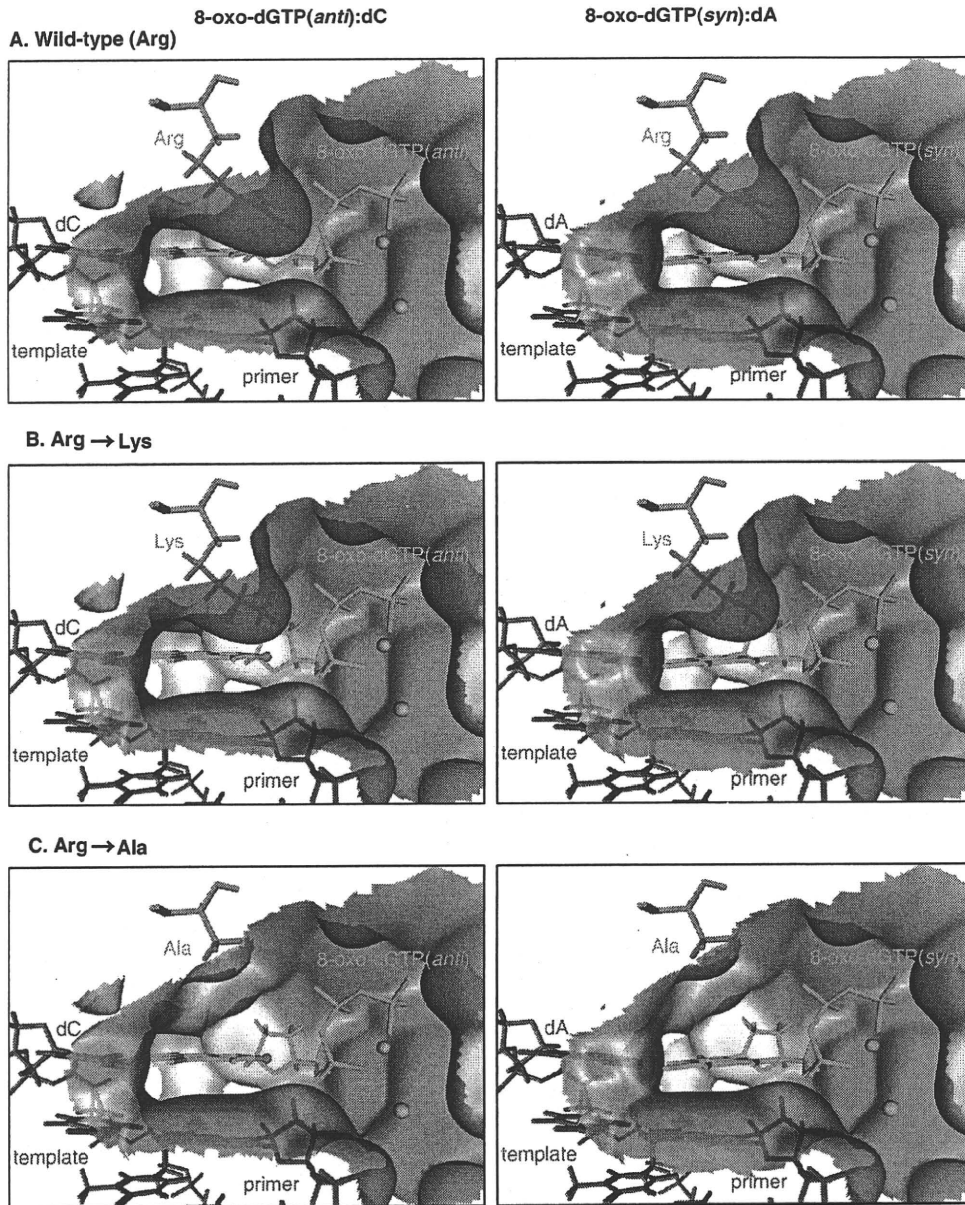 8-oxo-dGTP(anti):dC
8-oxo-dGTP(syn):dA
A. Wild-type (Arg)
Arg
8-oxo-dGTP(anti)
dC
template
primer
Arg
8-oxo-dGTP(syn)
dA
template
primer
B. Arg → Lys
Lys
8-oxo-dGTP(anti)
dC
template
primer
Lys
8-oxo-dGTP(syn)
dA
template
primer
C. Arg → Ala
Ala
8-oxo-dGTP(anti)
dC
template
primer
Ala
8-oxo-dGTP(syn)
dA
template
primer